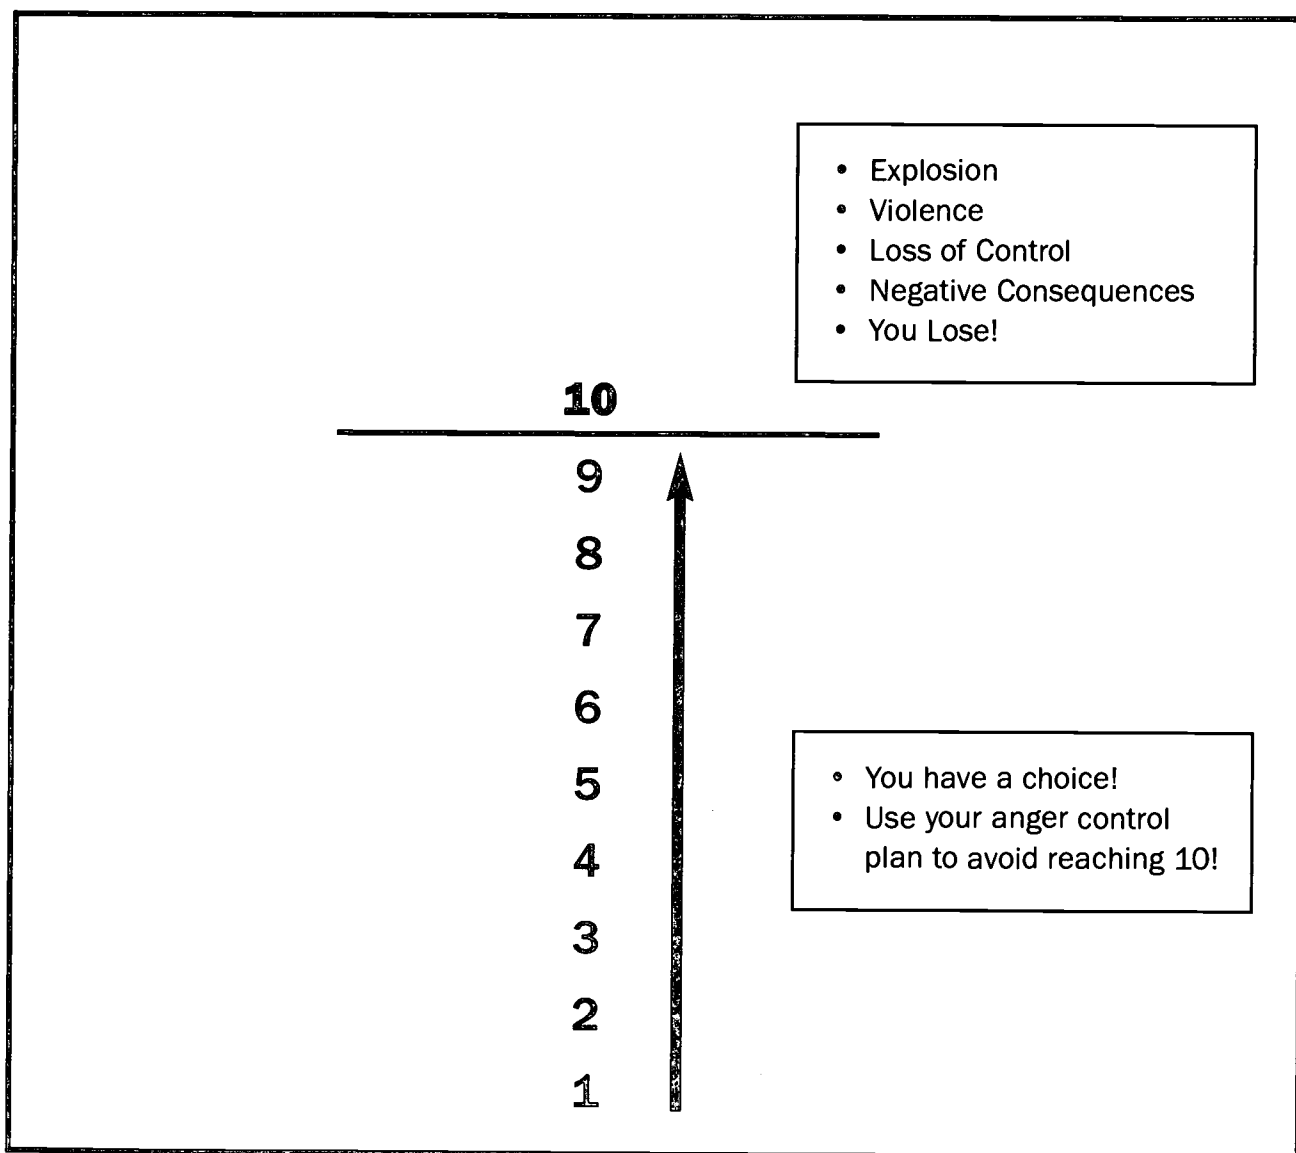 • Explosion
• Violence
• Loss of Control
• Negative Consequences
• You Lose!
10
9
8
7
6
5
• You have a choice!
• Use your anger control
plan to avoid reaching 10!
4
3
2
1